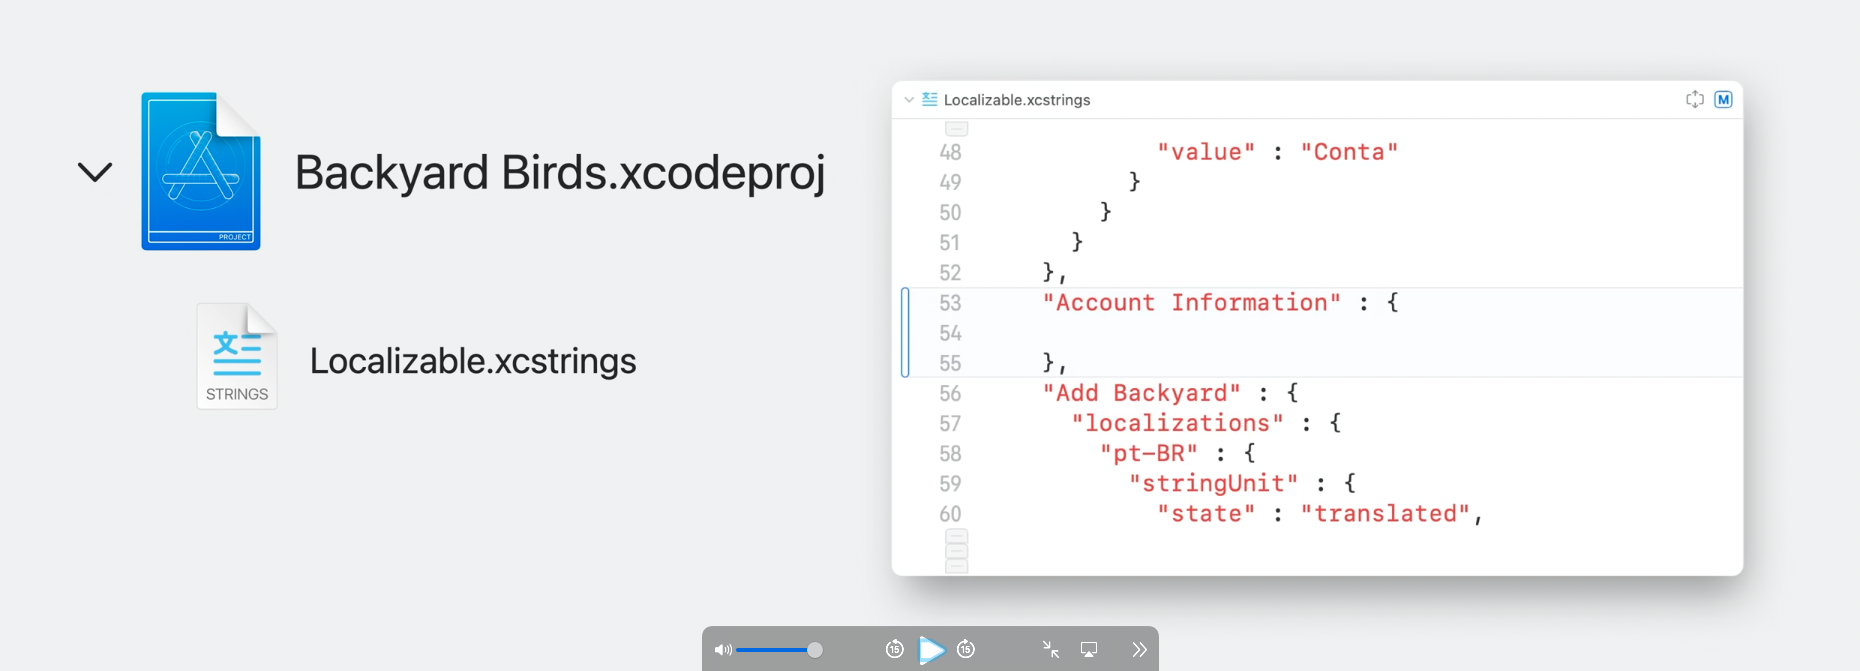 Backyard Birds.xcodeproj
PROJECT
Localizable.xcstrings
STRINGS
Localizable.xcstrings
M
48 "value" : "Conta"
49 }
50 }
51 }
52 },
53 "Account Information" : {
54
55 },
56 "Add Backyard" : {
57 "localizations" : {
58 "pt-BR" : {
59 "stringUnit" : {
60 "state" : "translated",
15 15